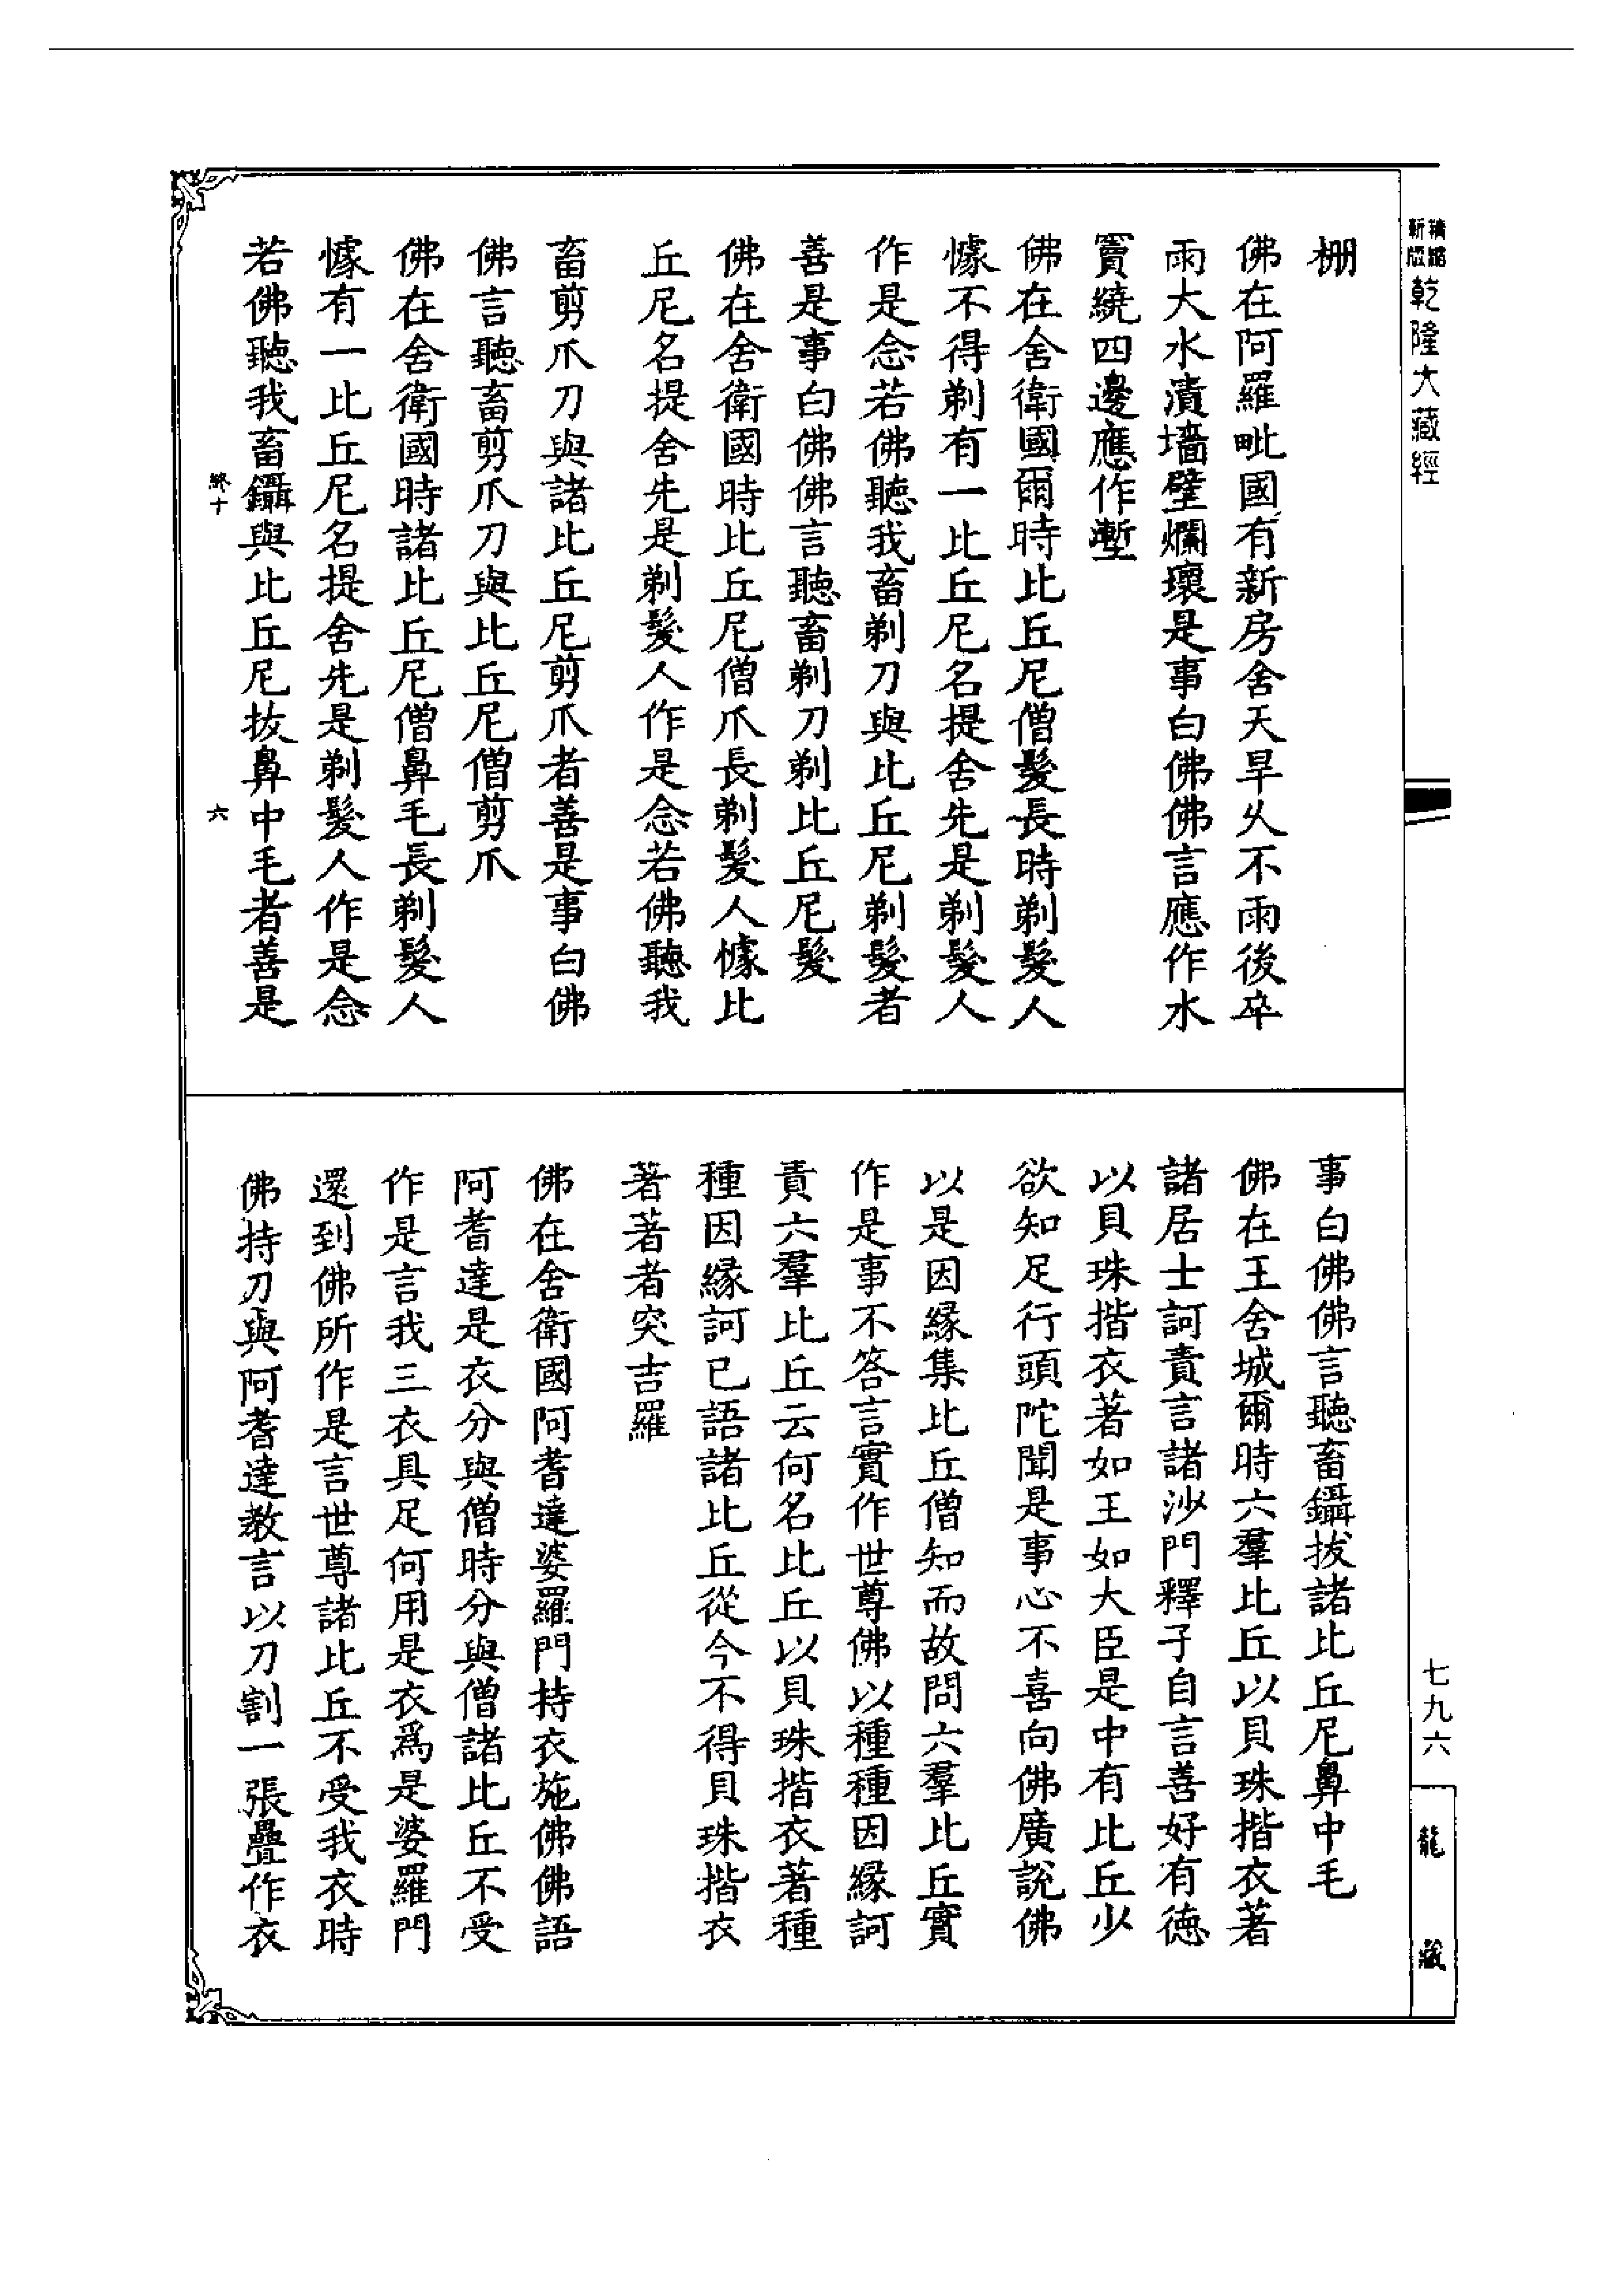 新版
乾隆大藏經
棚
佛在阿羅毗國有新房舍天旱久不雨後卒
雨大水漬墻壁爛壞是事白佛佛言應作水
竇繞四邊應作塹
佛在舍衛國爾時比丘尼僧髮長時剃髮人
懅不得剃有一比丘尼名提舍先是剃髮人
作是念若佛聽我畜剃刀與比丘尼剃髮者
善是事白佛佛言聽畜剃刀剃比丘尼髮
佛在舍衛國時比丘尼僧爪長剃髮人懅比
丘尼名提舍先是剃髮人作是念若佛聽我
畜剪爪刀與諸比丘尼剪爪者善是事白佛
佛言聽畜剪爪刀與比丘尼僧剪爪
佛在舍衛國時諸比丘尼僧鼻毛長剃髮人
懅有一比丘尼名提舍先是剃髮人作是念
若佛聽我畜鑷與比丘尼拔鼻中毛者善是
終十
六
事白佛佛言聽畜鑷拔諸比丘尼鼻中毛
佛在王舍城爾時六羣比丘以貝珠揩衣著
諸居士訶責言諸沙門釋子自言善好有德
以貝珠揩衣著如王如大臣是中有比丘少
欲知足行頭陀聞是事心不喜向佛廣說佛
以是因緣集比丘僧知而故問六羣比丘實
作是事不答言實作世尊佛以種種因緣訶
責六羣比丘云何名比丘以貝珠揩衣著種
種因緣訶已語諸比丘從今不得貝珠揩衣
著著者突吉羅
佛在舍衛國阿耆達婆羅門持衣施佛佛語
阿耆達是衣分與僧時分與僧諸比丘不受
作是言我三衣具足何用是衣爲是婆羅門
還到佛所作是言世尊諸比丘不受我衣時
佛持刀與阿耆達教言以刀割一張疊作衣
七九六
龍藏